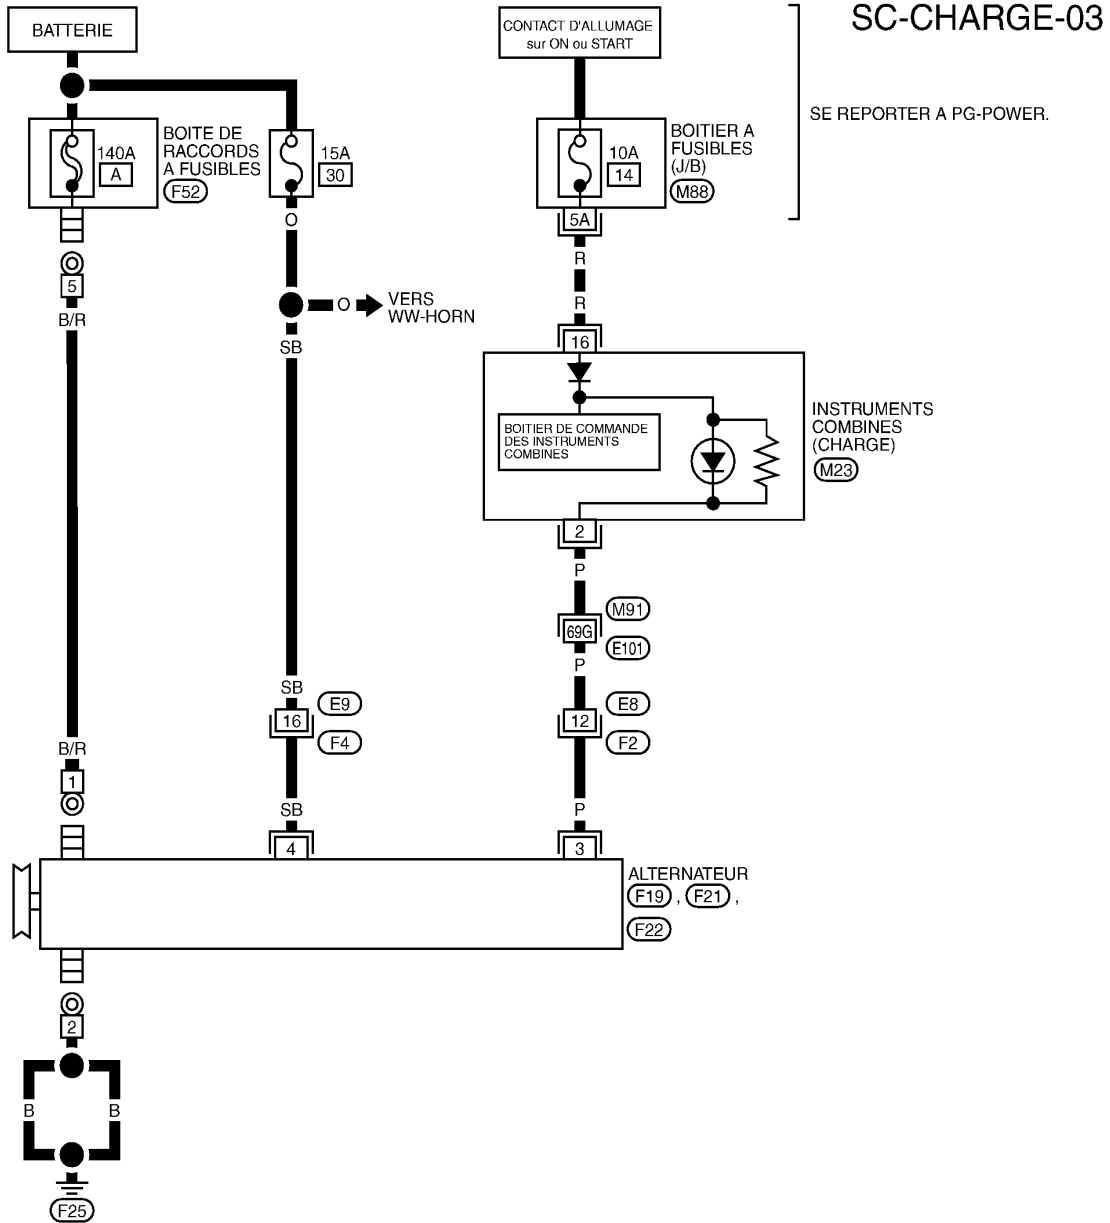 SC-CHARGE-03
BATTERIE
CONTACT D'ALLUMAGE
sur ON ou START
SE REPORTER A PG-POWER.
140A
A
BOITE DE
RACCORDS
A FUSIBLES
F52
15A
30
10A
14
BOITIER A
FUSIBLES
(J/B)
M88
5A
O
R
5
B/R
O
VERS
WW-HORN
R
SB
16
BOITIER DE COMMANDE
DES INSTRUMENTS
COMBINES
INSTRUMENTS
COMBINES
(CHARGE)
M23
2
P
M91
69G
E101
P
SB
E9
16
F4
E8
12
F2
B/R
1
SB
P
4
3
ALTERNATEUR
F19 , F21 ,
F22
2
B
B
F25